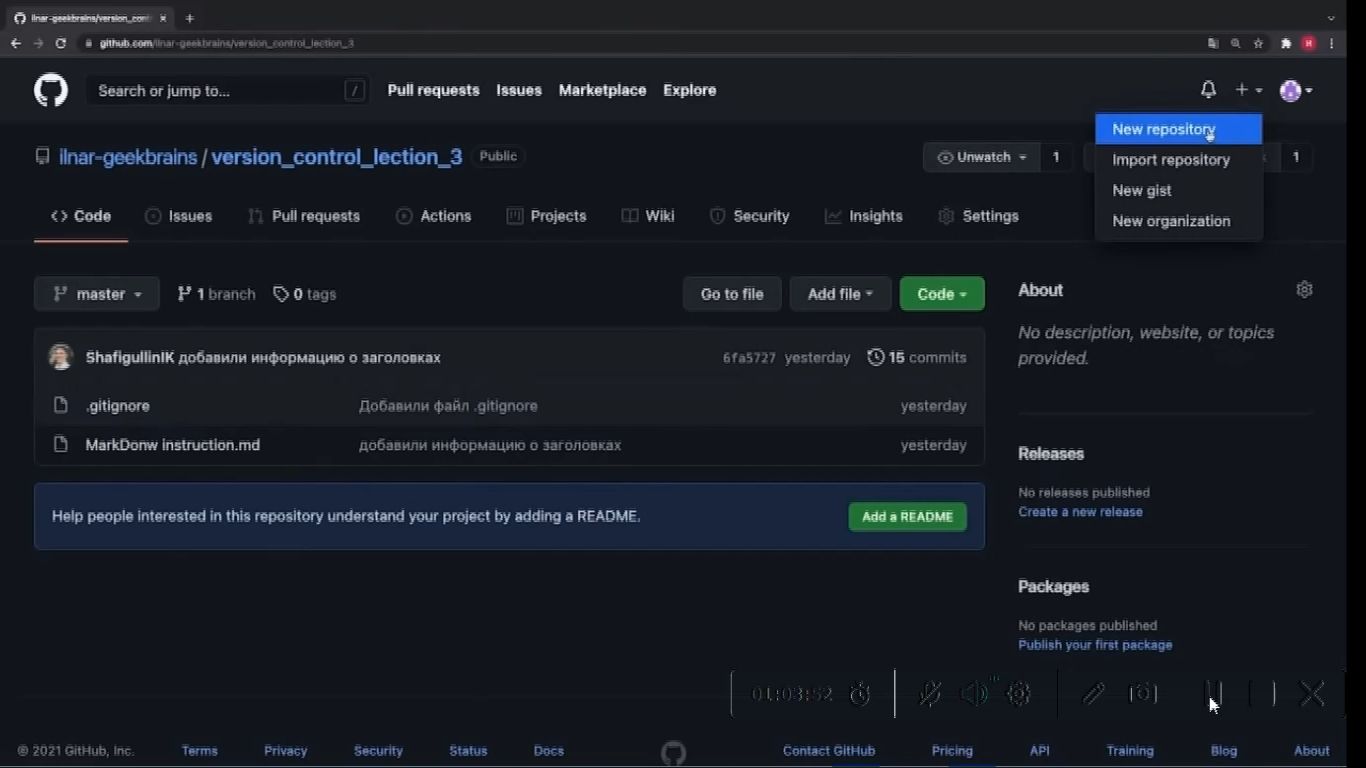 ilnar-geekbrains/version_cont
github.com/ilnar-geekbrains/version_control_lection_3
Search or jump to... /
Pull requests Issues Marketplace Explore
New repository
Import repository
New gist
New organization
ilnar-geekbrains / version_control_lection_3 Public
Unwatch 1 1
Code Issues Pull requests Actions Projects Wiki Security Insights Settings
master 1 branch 0 tags Go to file Add file Code
ShafigullinIK добавили информацию о заголовках 6fa5727 yesterday 15 commits
.gitignore Добавили файл .gitignore yesterday
MarkDonw instruction.md добавили информацию о заголовках yesterday
Help people interested in this repository understand your project by adding a README. Add a README
About
No description, website, or topics
provided.
Releases
No releases published
Create a new release
Packages
No packages published
Publish your first package
01:03:52
© 2021 GitHub, Inc. Terms Privacy Security Status Docs Contact GitHub Pricing API Training Blog About